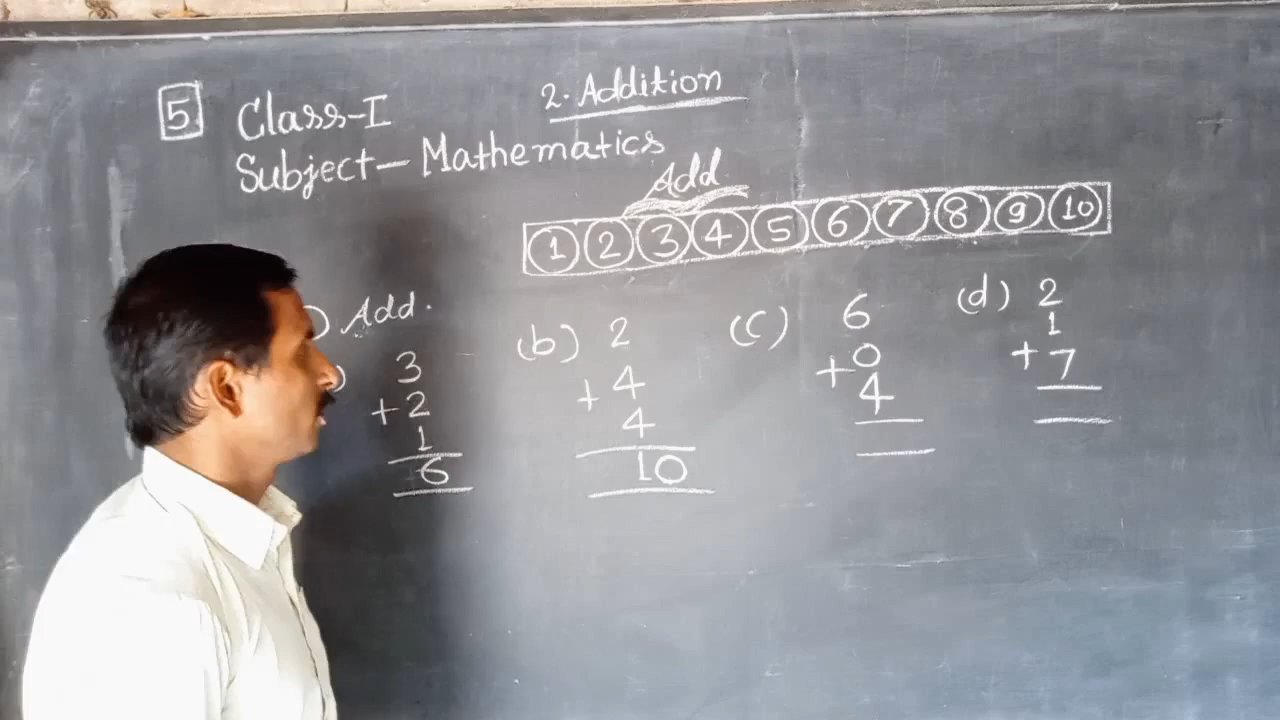 5
Class-I
2. Addition
Subject- Mathematics
Add
1 2 3 4 5 6 7 8 9 10
) Add.
)
3
+2
1
6
(b) 2
+ 4
4
10
(c) 6
+0
4
(d) 2
1
+ 7